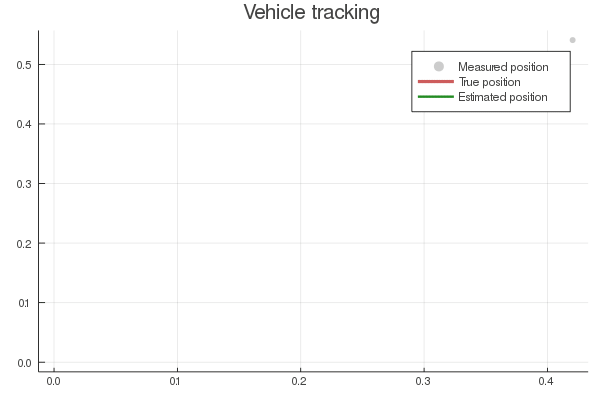 Vehicle tracking
Measured position
True position
Estimated position
0.5
0.4
0.3
0.2
0.1
0.0
0.0 0.1 0.2 0.3 0.4